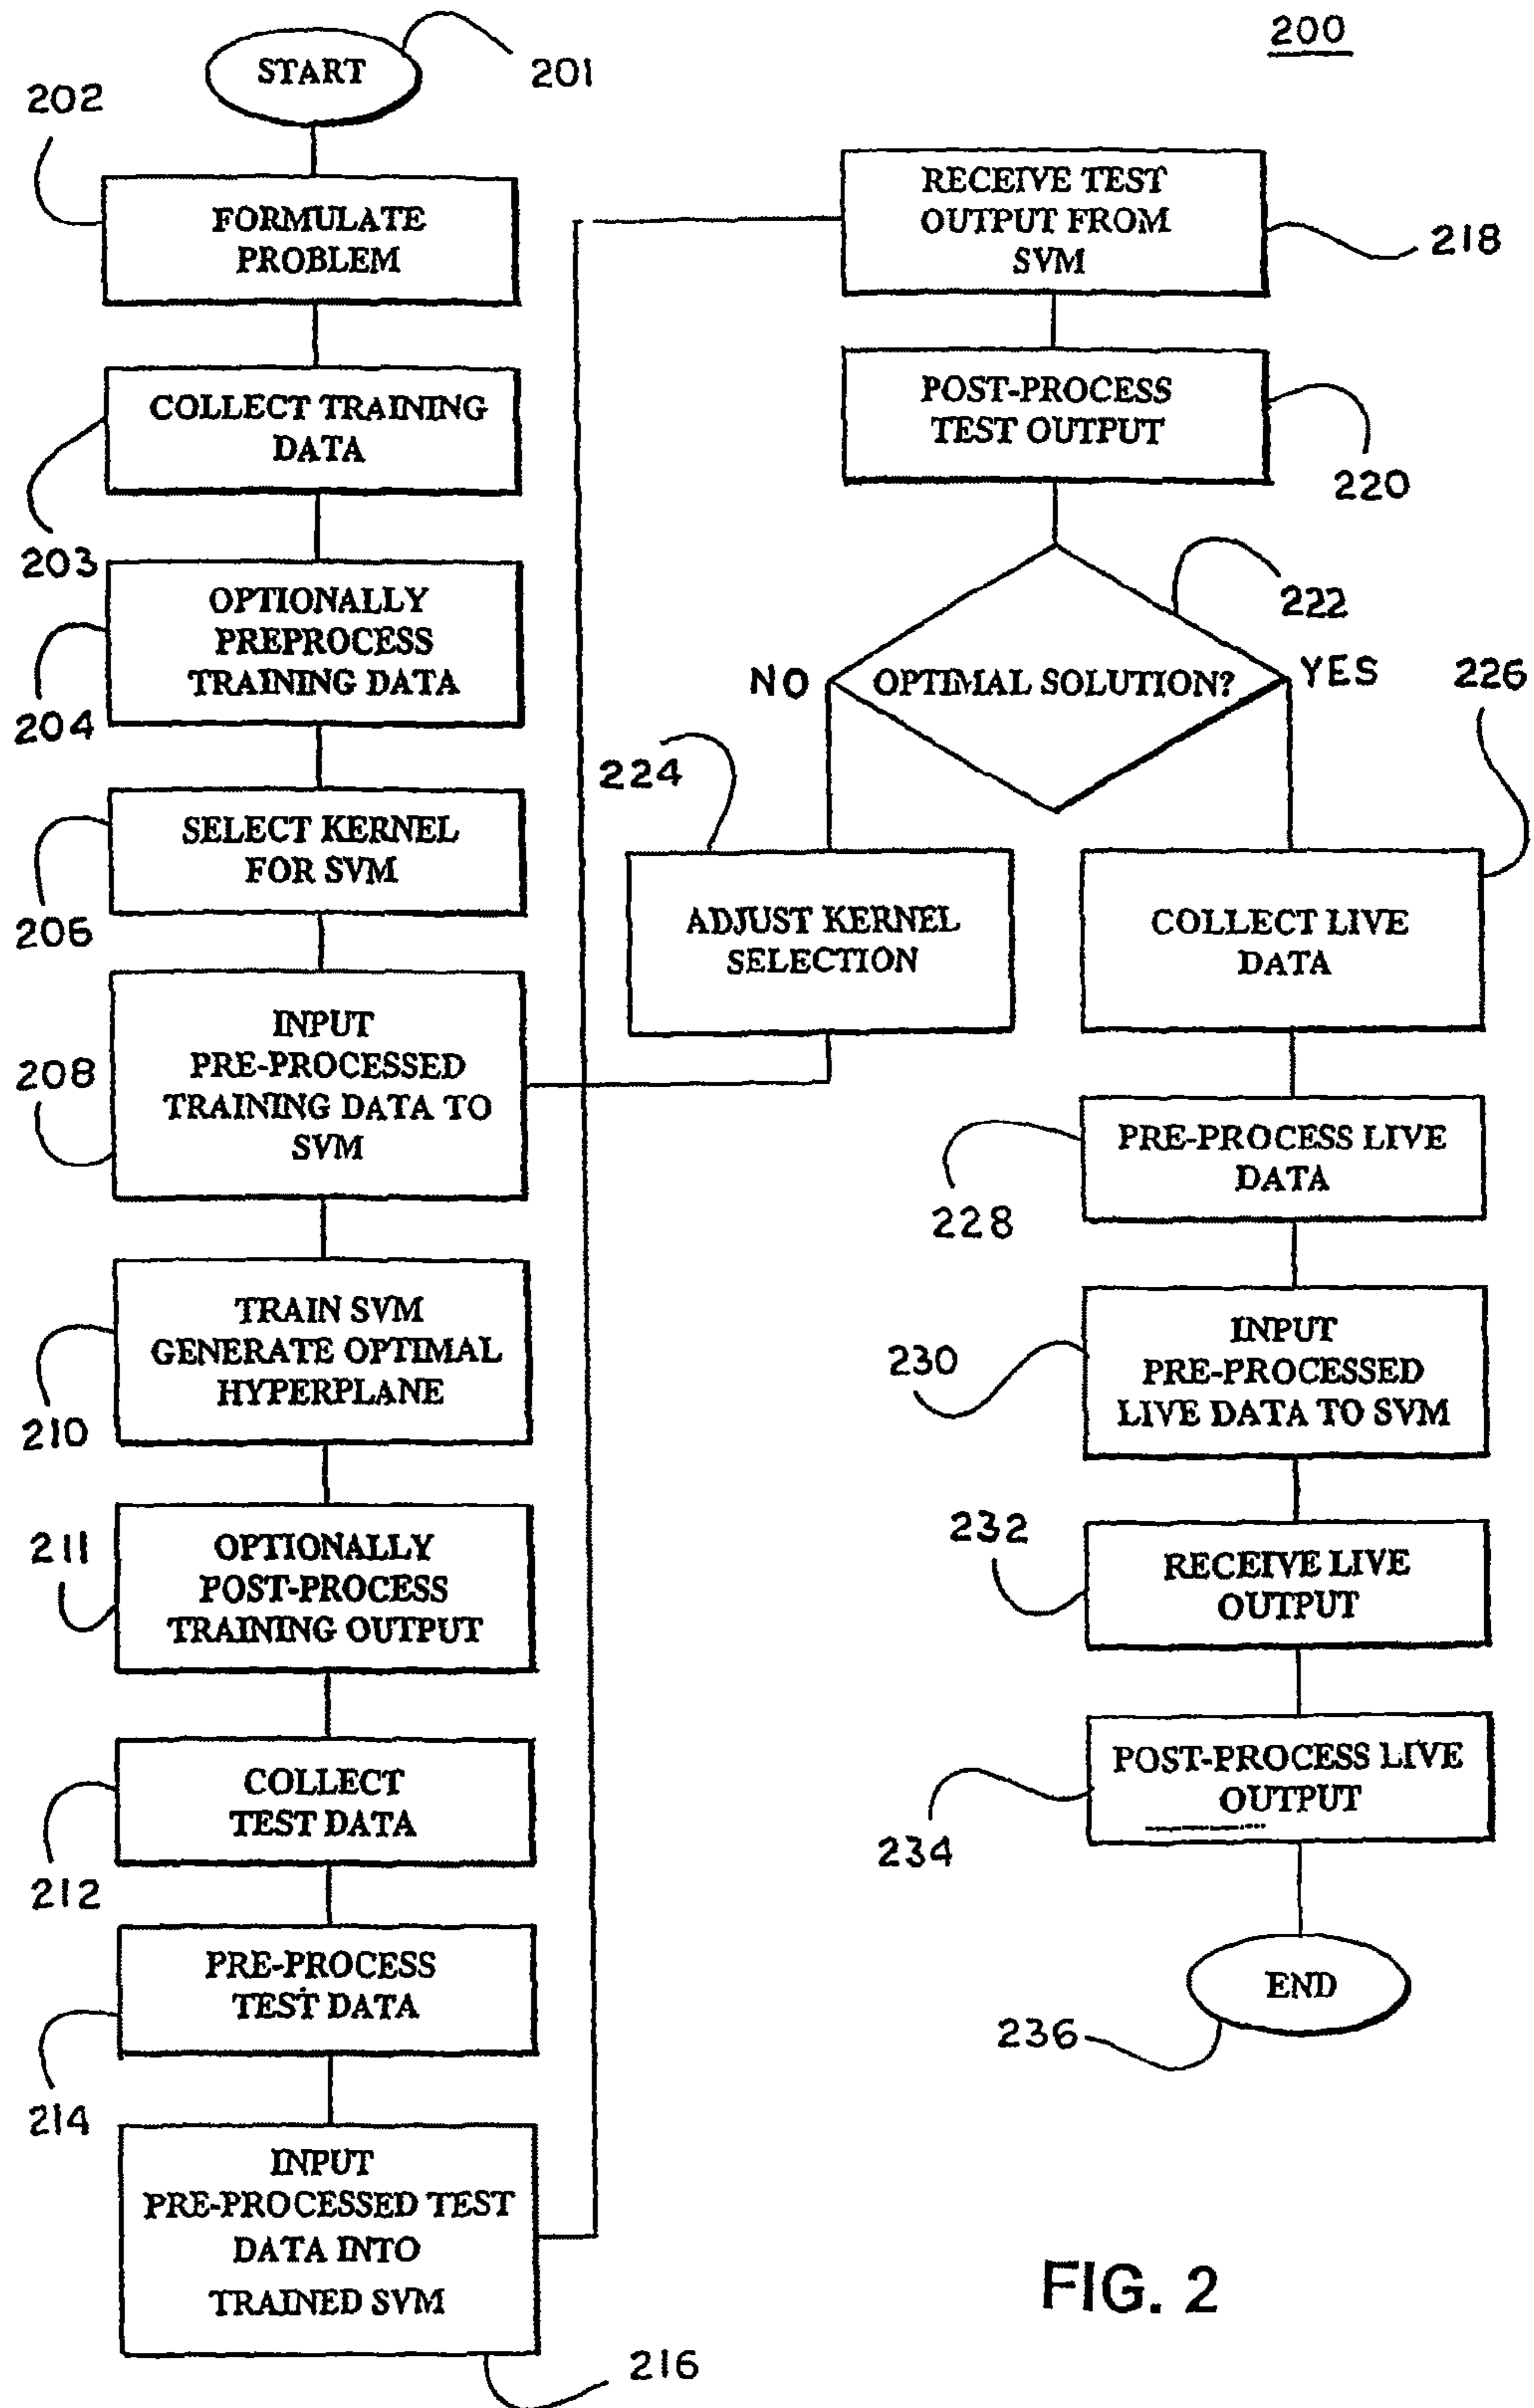 200
START
201
202
FORMULATE
PROBLEM
COLLECT TRAINING
DATA
203
OPTIONALLY
PREPROCESS
TRAINING DATA
204
SELECT KERNEL
FOR SVM
206
INPUT
PRE-PROCESSED
TRAINING DATA TO
SVM
208
TRAIN SVM
GENERATE OPTIMAL
HYPERPLANE
210
211
OPTIONALLY
POST-PROCESS
TRAINING OUTPUT
COLLECT
TEST DATA
212
PRE-PROCESS
TEST DATA
214
INPUT
PRE-PROCESSED TEST
DATA INTO
TRAINED SVM
216
RECEIVE TEST
OUTPUT FROM
SVM
218
POST-PROCESS
TEST OUTPUT
220
222
NO
OPTIMAL SOLUTION?
YES
224
ADJUST KERNEL
SELECTION
226
COLLECT LIVE
DATA
PRE-PROCESS LIVE
DATA
228
230
INPUT
PRE-PROCESSED
LIVE DATA TO SVM
232
RECEIVE LIVE
OUTPUT
POST-PROCESS LIVE
OUTPUT
234
END
236
FIG. 2